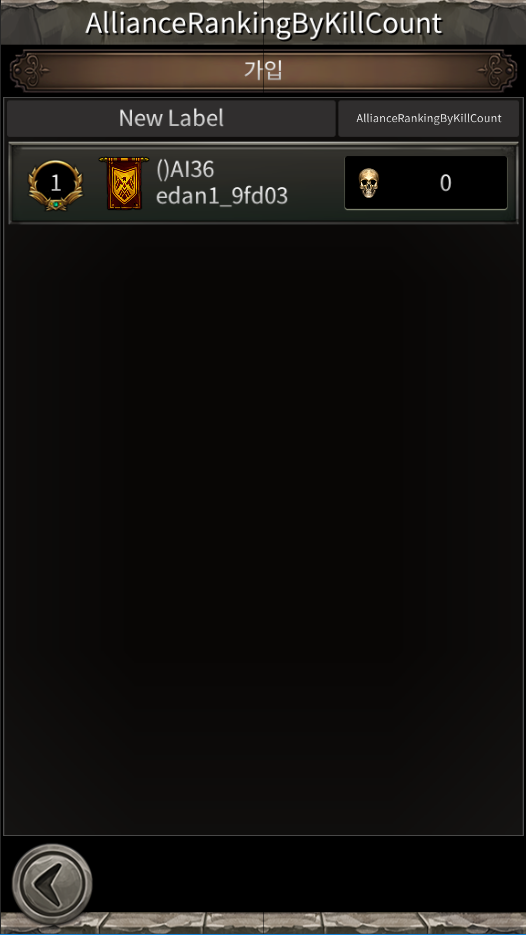 AllianceRankingByKillCount
가입
New Label
AllianceRankingByKillCount
1
()AI36
edan1_9fd03
0